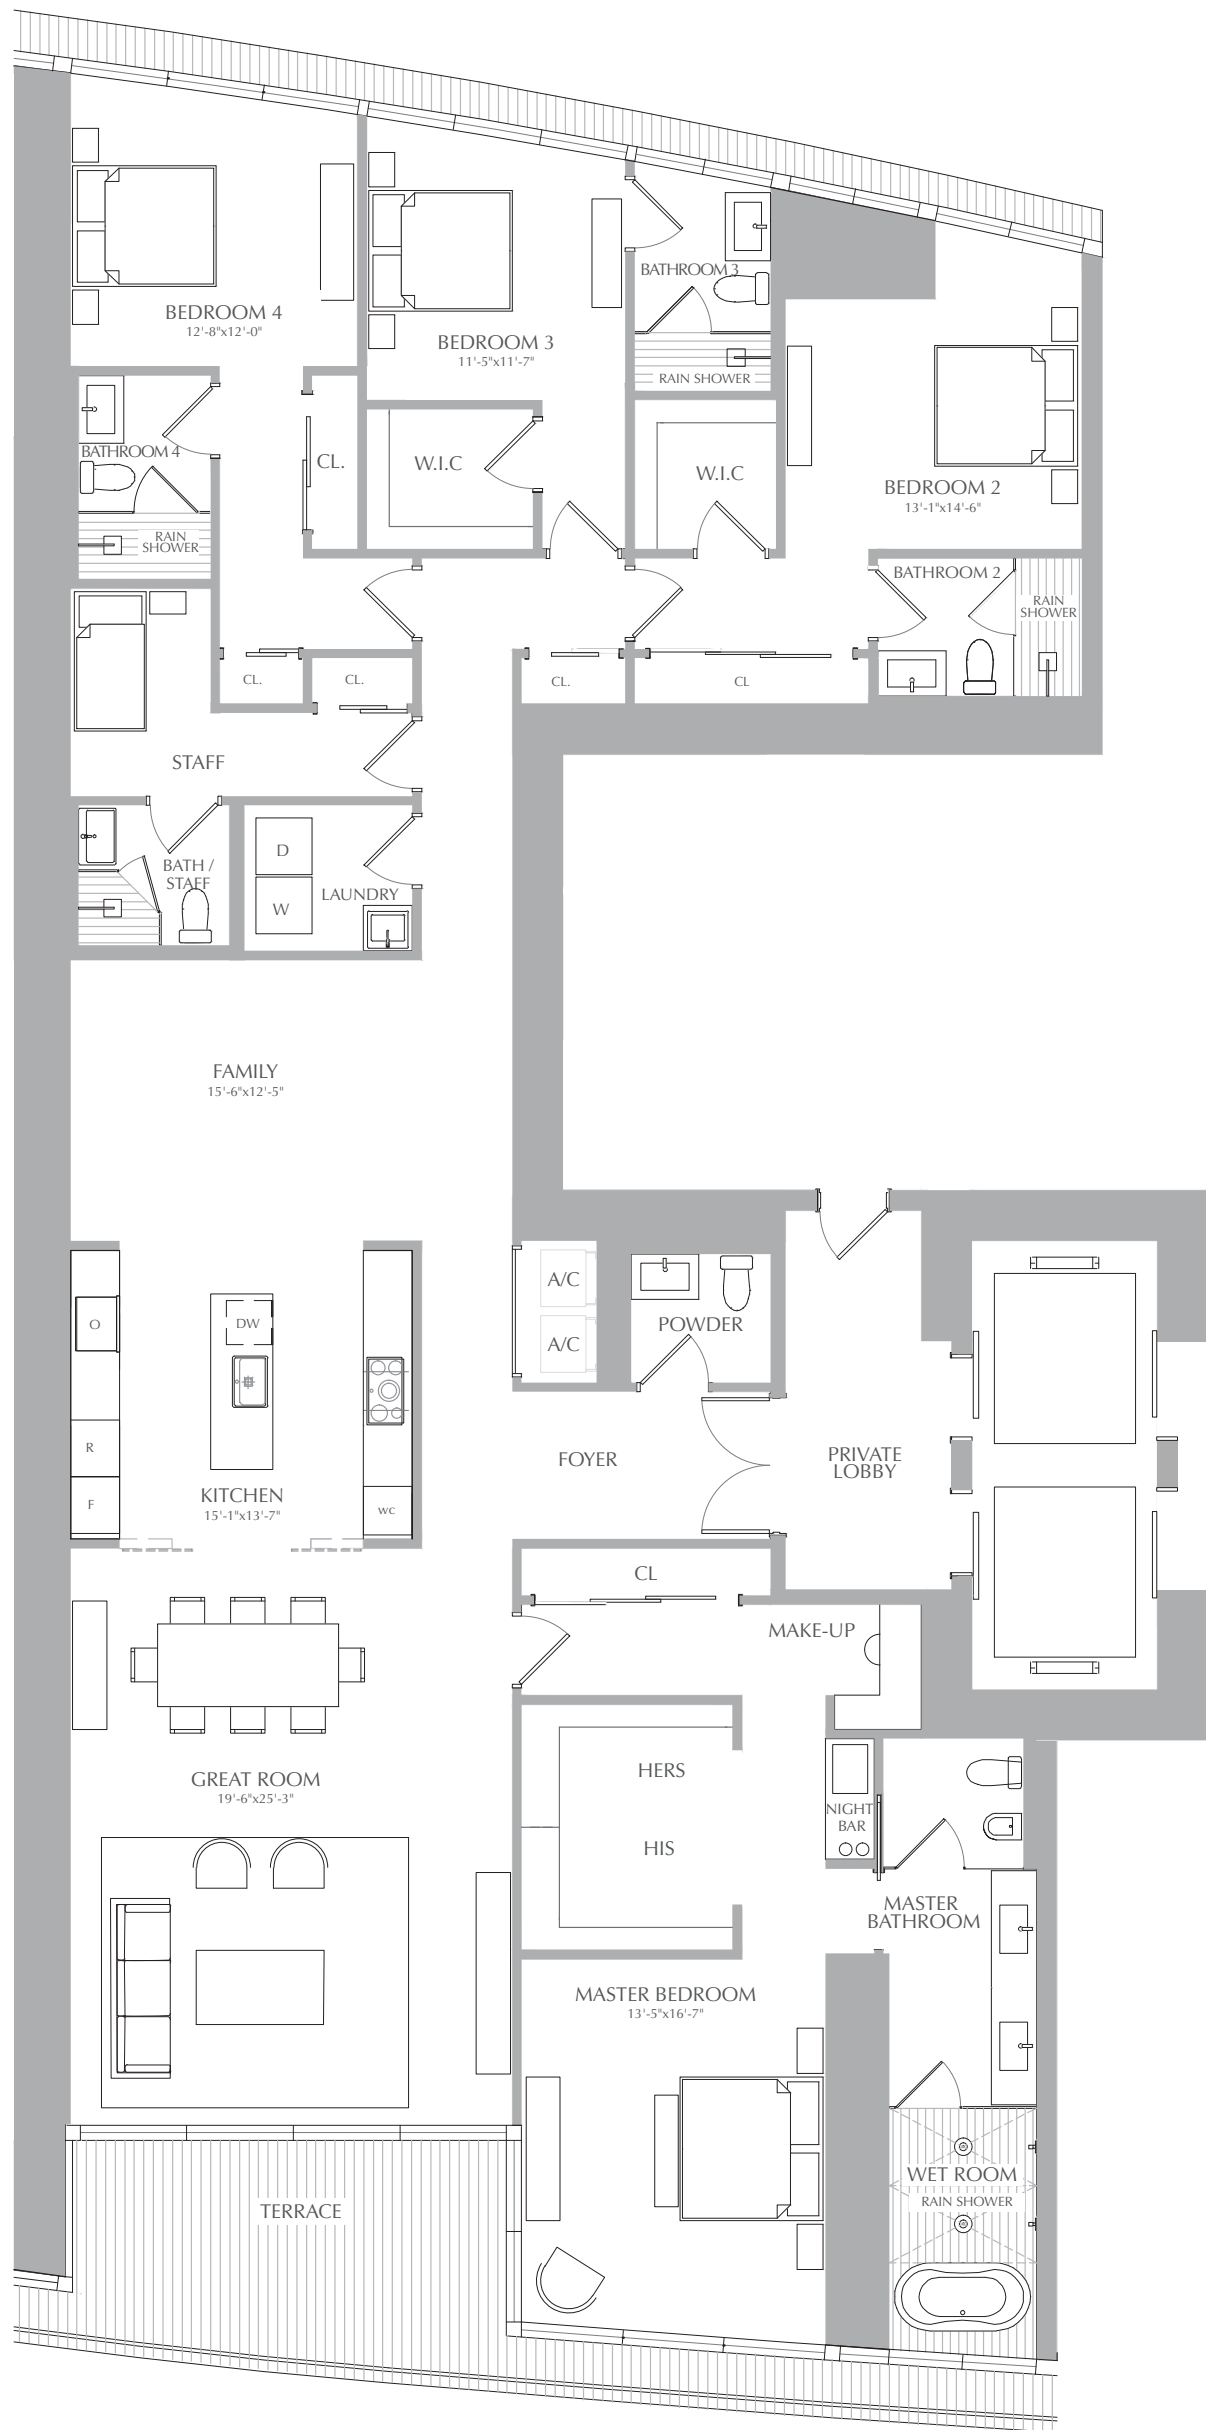 BEDROOM 4
12'-8"x12'-0"
BEDROOM 3
11'-5"x11'-7"
BATHROOM 3
RAIN SHOWER
BATHROOM 4
RAIN
SHOWER
CL.
W.I.C
W.I.C
BEDROOM 2
13'-1"x14'-6"
BATHROOM 2
RAIN
SHOWER
CL.
CL.
CL.
CL
STAFF
BATH /
STAFF
D
W
LAUNDRY
FAMILY
15'-6"x12'-5"
O
R
F
DW
WC
KITCHEN
15'-1"x13'-7"
A/C
A/C
POWDER
FOYER
PRIVATE
LOBBY
CL
MAKE-UP
GREAT ROOM
19'-6"x25'-3"
HERS
HIS
NIGHT
BAR
MASTER
BATHROOM
MASTER BEDROOM
13'-5"x16'-7"
WET ROOM
RAIN SHOWER
TERRACE